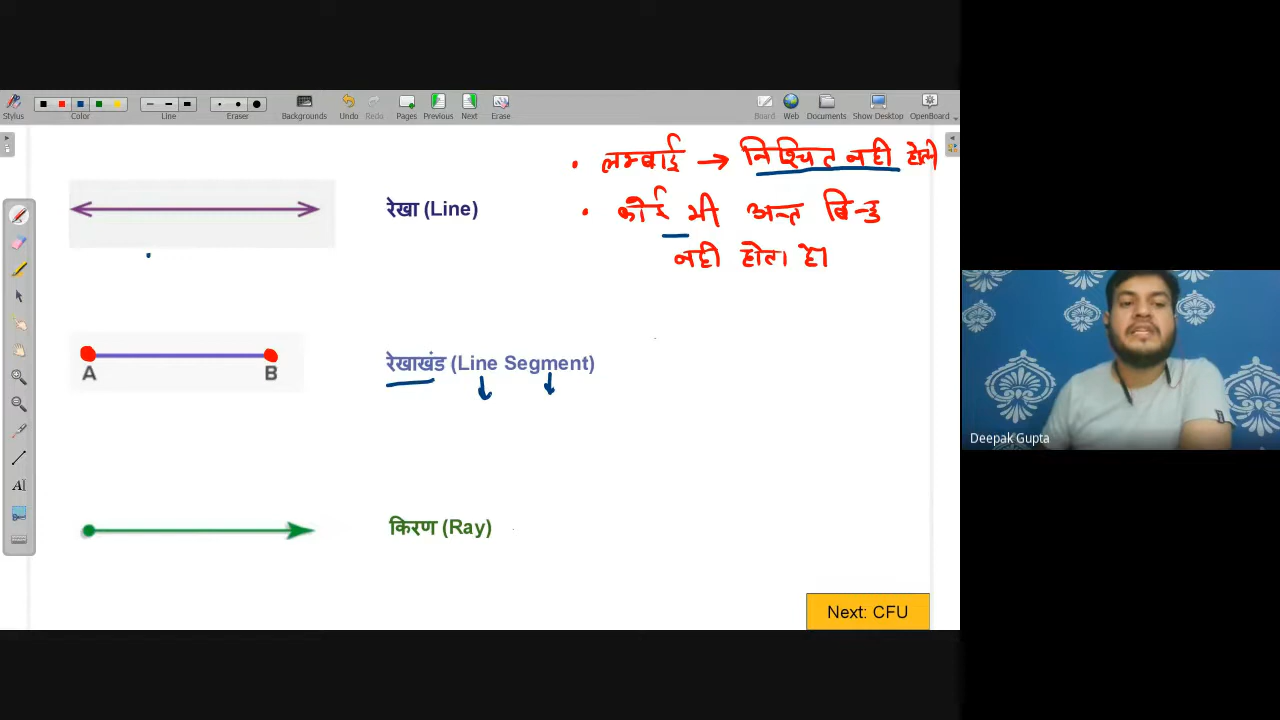 Stylus
Color
Line
Eraser
Backgrounds
Undo
Redo
Pages
Previous
Next
Erase
Board
Web
Documents
Show Desktop
OpenBoard
• लम्बाई → निश्चित नही होती
रेखा (Line)
• कोई भी अन्त बिन्दु
नही होता है।
A B
रेखाखंड (Line Segment)
किरण (Ray)
Next: CFU
Deepak Gupta